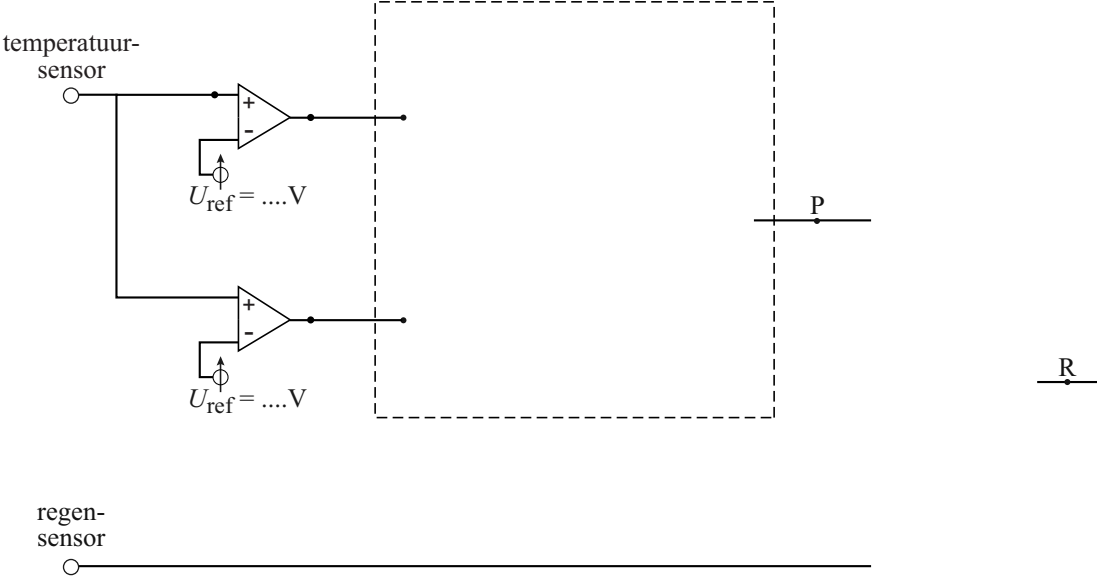 temperatuur-
sensor
+
-
U_ref = ....V
P
+
-
U_ref = ....V
R
regen-
sensor